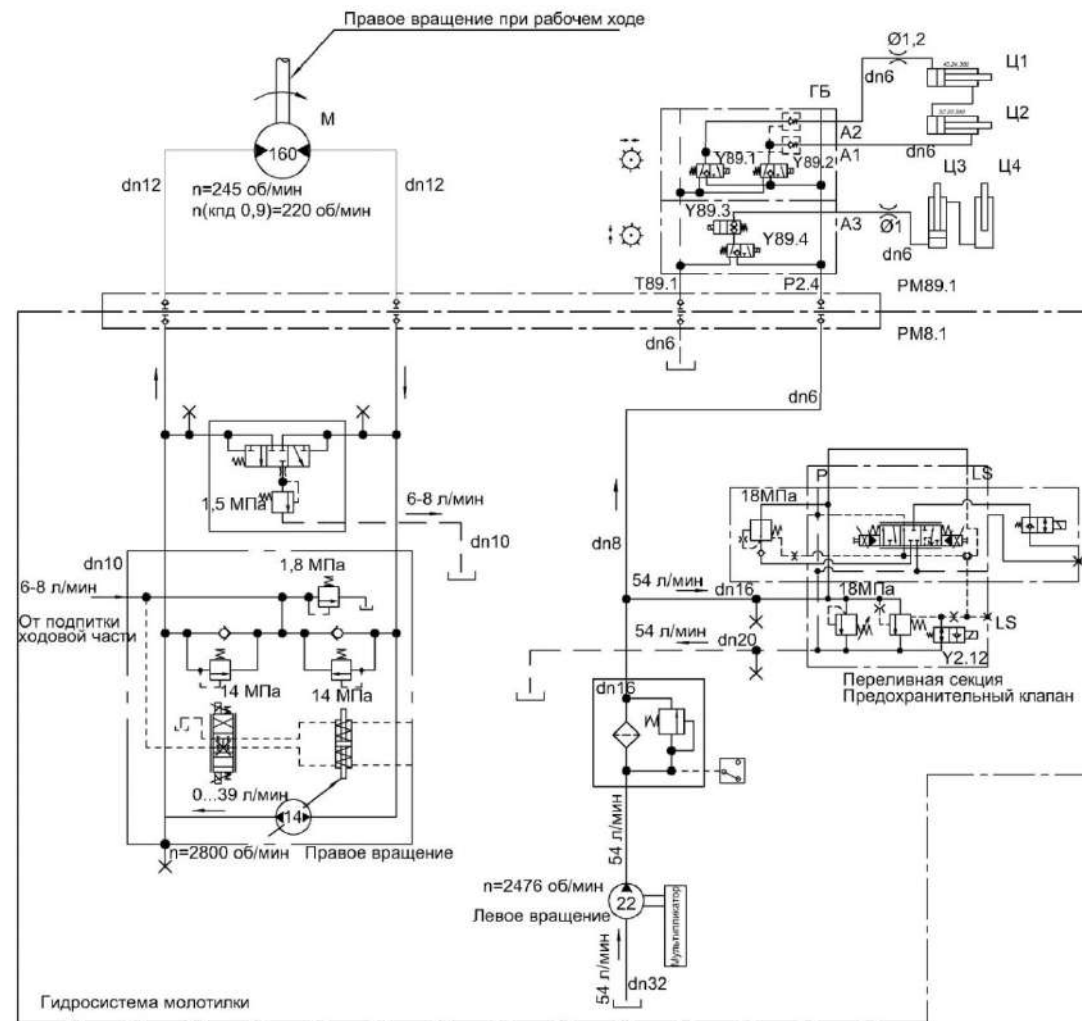 Правое вращение при рабочем ходе
М
160
n=245 об/мин
n(кпд 0,9)=220 об/мин
dn12
dn12
Ø1,2
dn6
Ц1
Ц2
ГБ
A2
A1
dn6
Y89.1
Y89.2
Ц3
Ц4
Y89.3
A3
Y89.4
Ø1
dn6
T89.1
P2.4
PM89.1
PM8.1
dn6
dn6
1,5 МПа
6-8 л/мин
dn10
P
LS
18МПа
dn10
1,8 МПа
6-8 л/мин
От подпитки
ходовой части
dn8
54 л/мин
dn16
18МПа
54 л/мин
dn20
LS
Y2.12
14 МПа
14 МПа
Переливная секция
Предохранительный клапан
dn16
0...39 л/мин
14
n=2800 об/мин
Правое вращение
54 л/мин
n=2476 об/мин
Левое вращение
22
Мультипликатор
54 л/мин
dn32
Гидросистема молотилки